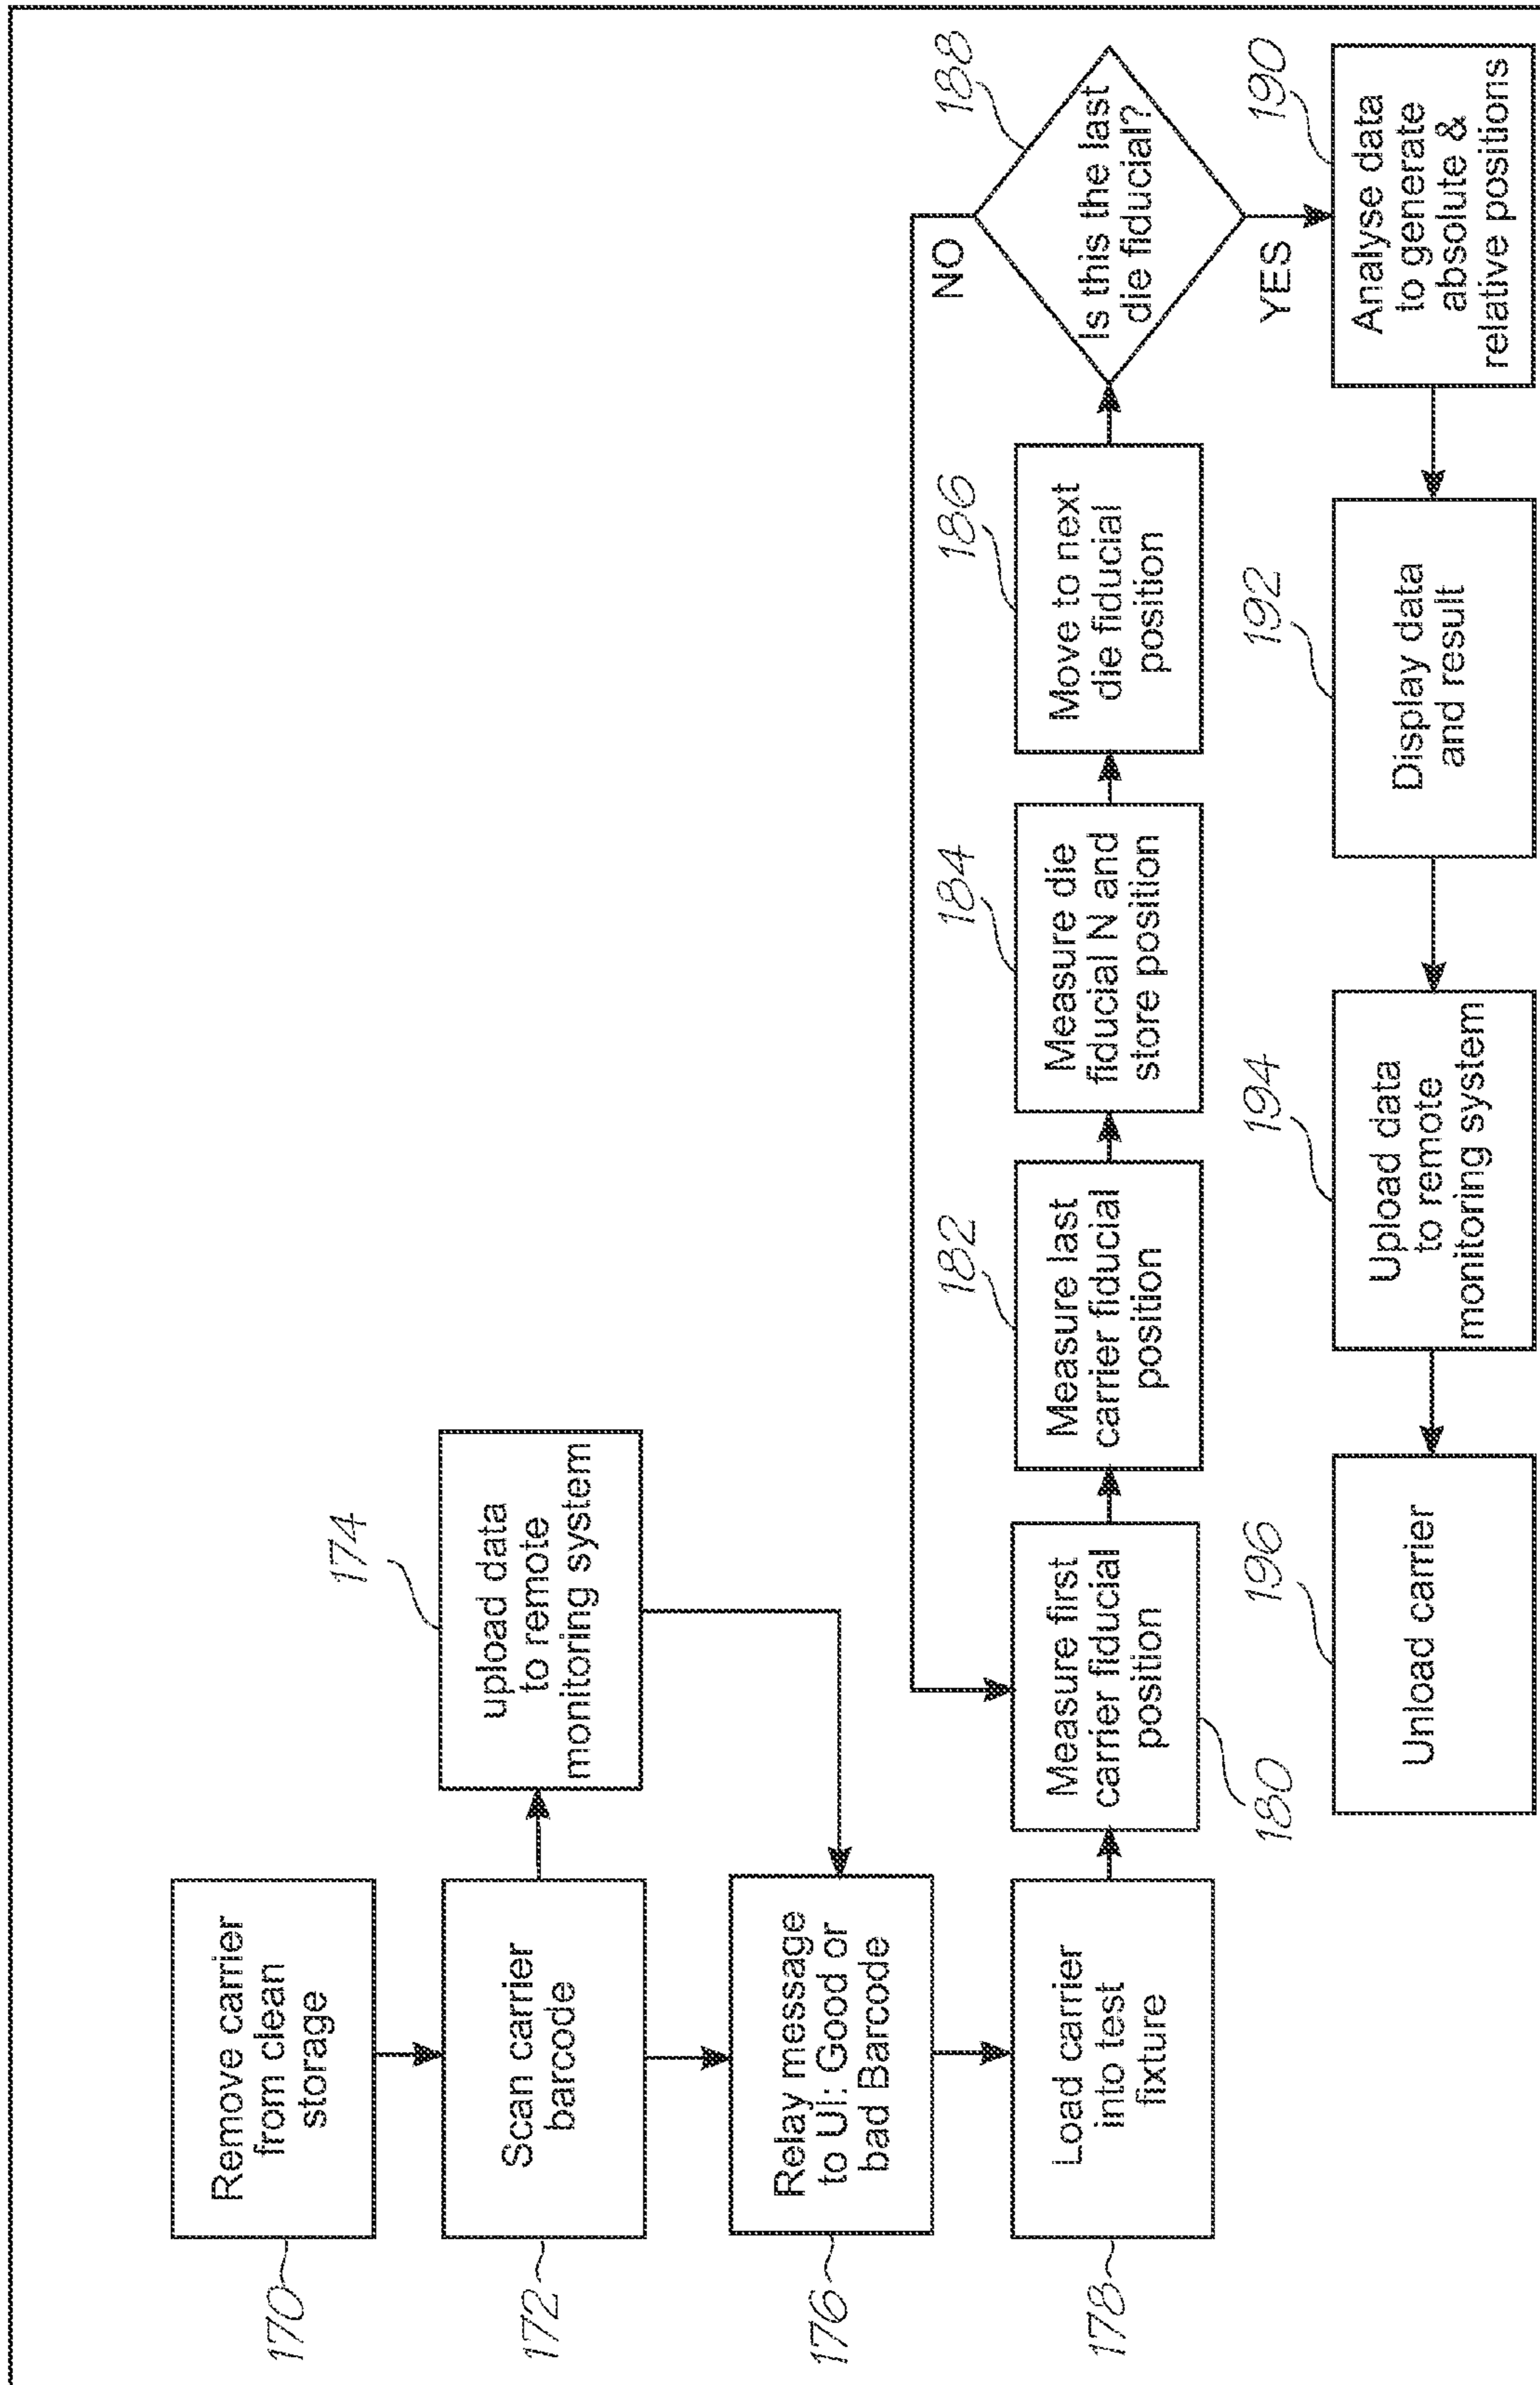 170
Remove carrier
from clean
storage
172
Scan carrier
barcode
174
upload data
to remote
monitoring system
176
Relay message
to UI: Good or
bad Barcode
178
Load carrier
into test
fixture
180
Measure first
carrier fiducial
position
182
Measure last
carrier fiducial
position
184
Measure die
fiducial N and
store position
186
Move to next
die fiducial
position
188
Is this the last
die fiducial?
NO
YES
190
Analyse data
to generate
absolute &
relative positions
192
Display data
and result
194
Upload data
to remote
monitoring system
196
Unload carrier